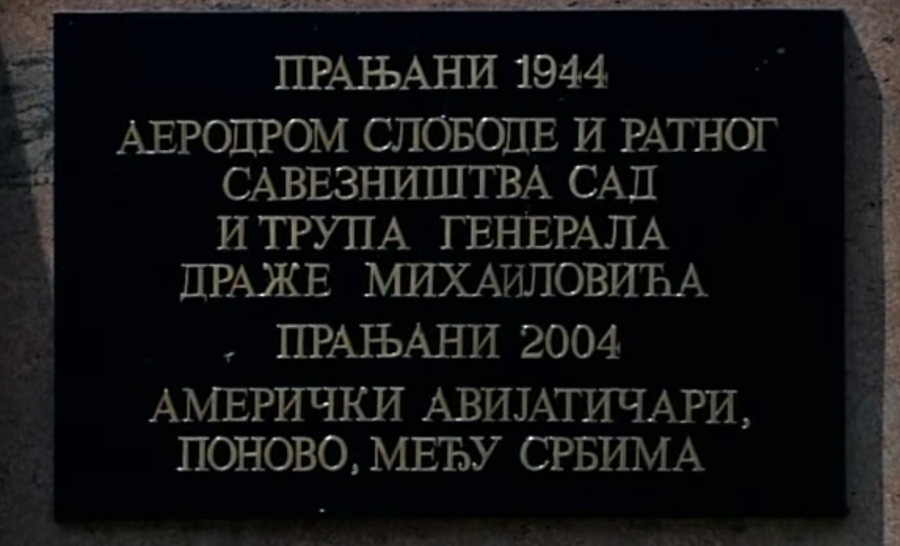 ПРАЊАНИ 1944
АЕРОДРОМ СЛОБОДЕ И РАТНОГ
САВЕЗНИШТВА САД
И ТРУПА ГЕНЕРАЛА
ДРАЖЕ МИХАИЛОВИЋА
ПРАЊАНИ 2004
АМЕРИЧКИ АВИЈАТИЧАРИ,
ПОНОВО, МЕЂУ СРБИМА